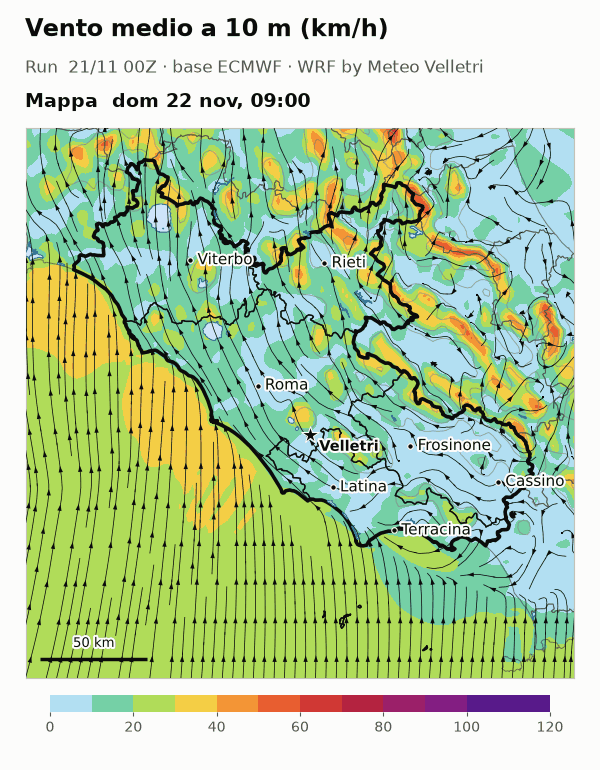 Vento medio a 10 m (km/h)
Run  21/11 00Z · base ECMWF · WRF by Meteo Velletri
Mappa  dom 22 nov, 09:00
Viterbo
Rieti
Roma
Velletri
Frosinone
Latina
Cassino
Terracina
50 km
0 20 40 60 80 100 120